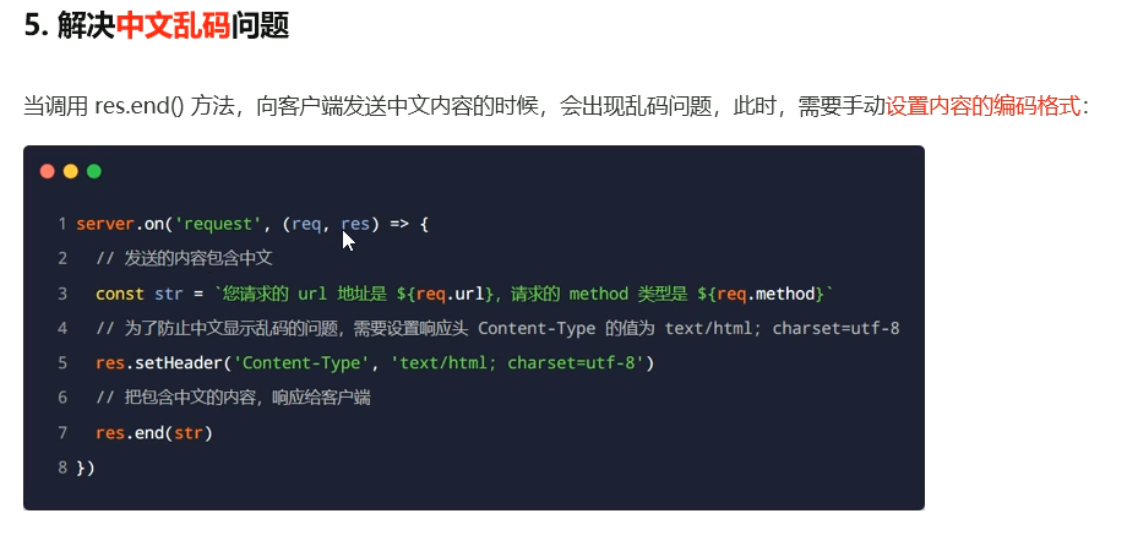 5. 解决中文乱码问题
当调用 res.end() 方法，向客户端发送中文内容的时候，会出现乱码问题，此时，需要手动设置内容的编码格式：
1 server.on('request', (req, res) => {
2 // 发送的内容包含中文
3 const str = `您请求的 url 地址是 ${req.url}，请求的 method 类型是 ${req.method}`
4 // 为了防止中文显示乱码的问题，需要设置响应头 Content-Type 的值为 text/html; charset=utf-8
5 res.setHeader('Content-Type', 'text/html; charset=utf-8')
6 // 把包含中文的内容，响应给客户端
7 res.end(str)
8 })